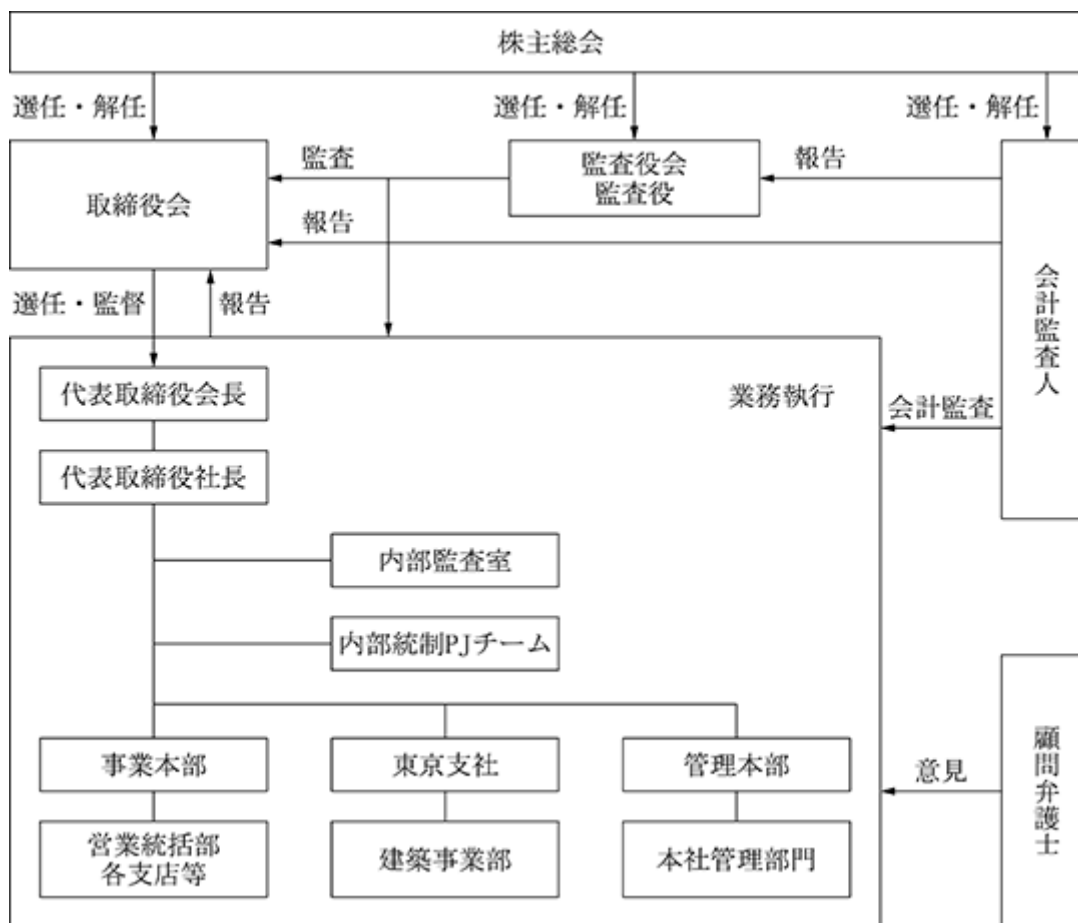 株主総会
選任・解任
選任・解任
選任・解任
取締役会
監査
監査役会
監査役
報告
報告
会計監査人
選任・監督
報告
業務執行
会計監査
代表取締役会長
代表取締役社長
内部監査室
内部統制PJチーム
事業本部
東京支社
管理本部
営業統括部
各支店等
建築事業部
本社管理部門
意見
顧問弁護士